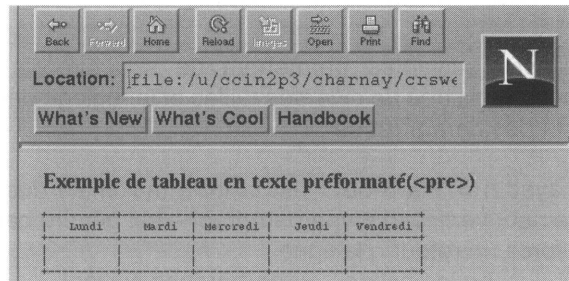 Back Forward Home Reload Images Open Print Find
Location: file:/u/ccin2p3/charnay/crswe
N
What's New What's Cool Handbook
Exemple de tableau en texte préformaté(<pre>)
Lundi Mardi Mercredi Jeudi Vendredi